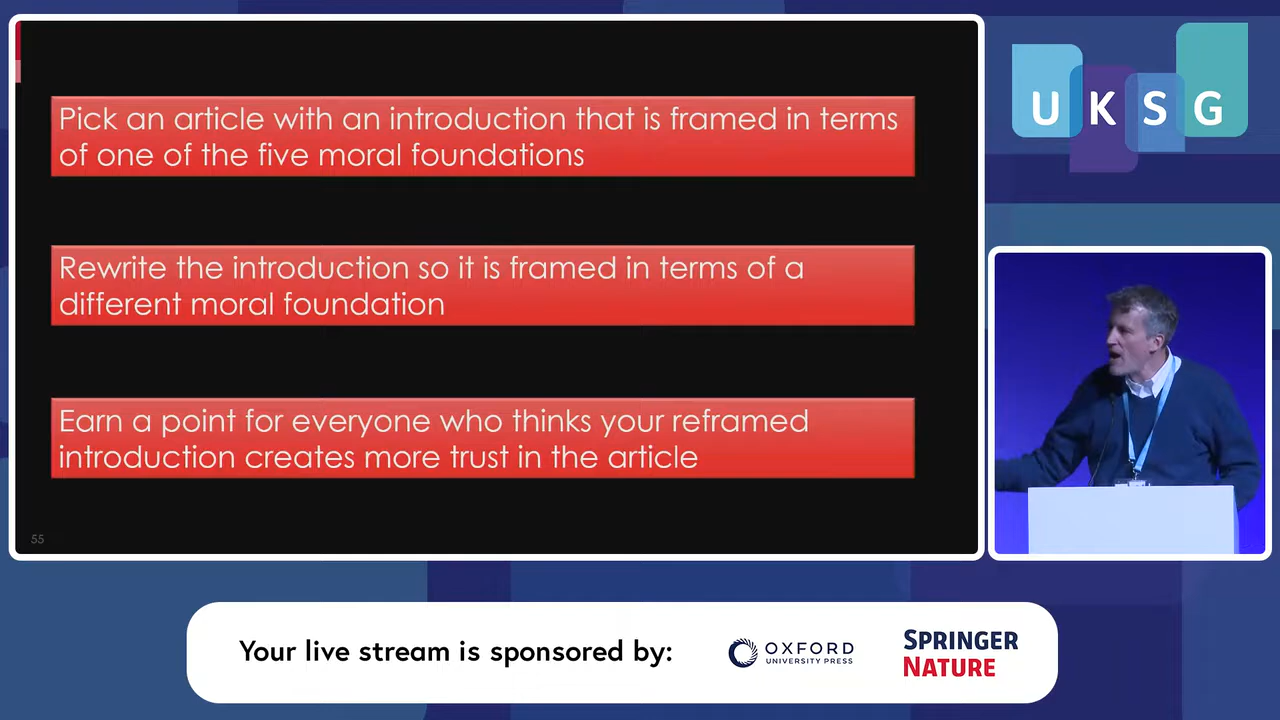 Pick an article with an introduction that is framed in terms
of one of the five moral foundations
Rewrite the introduction so it is framed in terms of a
different moral foundation
Earn a point for everyone who thinks your reframed
introduction creates more trust in the article
55
UKSG
Your live stream is sponsored by:
OXFORD
UNIVERSITY PRESS
SPRINGER
NATURE